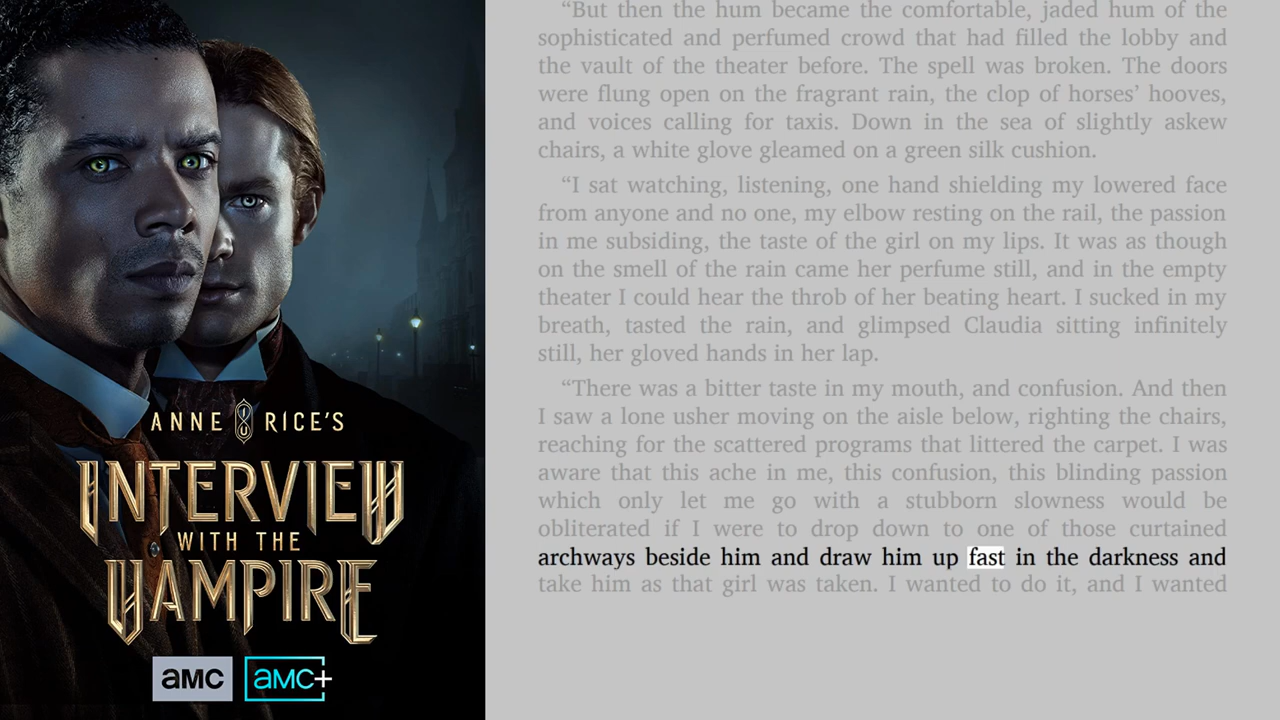 ANNE RICE'S
INTERVIEW
WITH THE
VAMPIRE
aMC
aMC+
“But then the hum became the comfortable, jaded hum of the
sophisticated and perfumed crowd that had filled the lobby and
the vault of the theater before. The spell was broken. The doors
were flung open on the fragrant rain, the clop of horses’ hooves,
and voices calling for taxis. Down in the sea of slightly askew
chairs, a white glove gleamed on a green silk cushion.
“I sat watching, listening, one hand shielding my lowered face
from anyone and no one, my elbow resting on the rail, the passion
in me subsiding, the taste of the girl on my lips. It was as though
on the smell of the rain came her perfume still, and in the empty
theater I could hear the throb of her beating heart. I sucked in my
breath, tasted the rain, and glimpsed Claudia sitting infinitely
still, her gloved hands in her lap.
“There was a bitter taste in my mouth, and confusion. And then
I saw a lone usher moving on the aisle below, righting the chairs,
reaching for the scattered programs that littered the carpet. I was
aware that this ache in me, this confusion, this blinding passion
which only let me go with a stubborn slowness would be
obliterated if I were to drop down to one of those curtained
archways beside him and draw him up fast in the darkness and
take him as that girl was taken. I wanted to do it, and I wanted